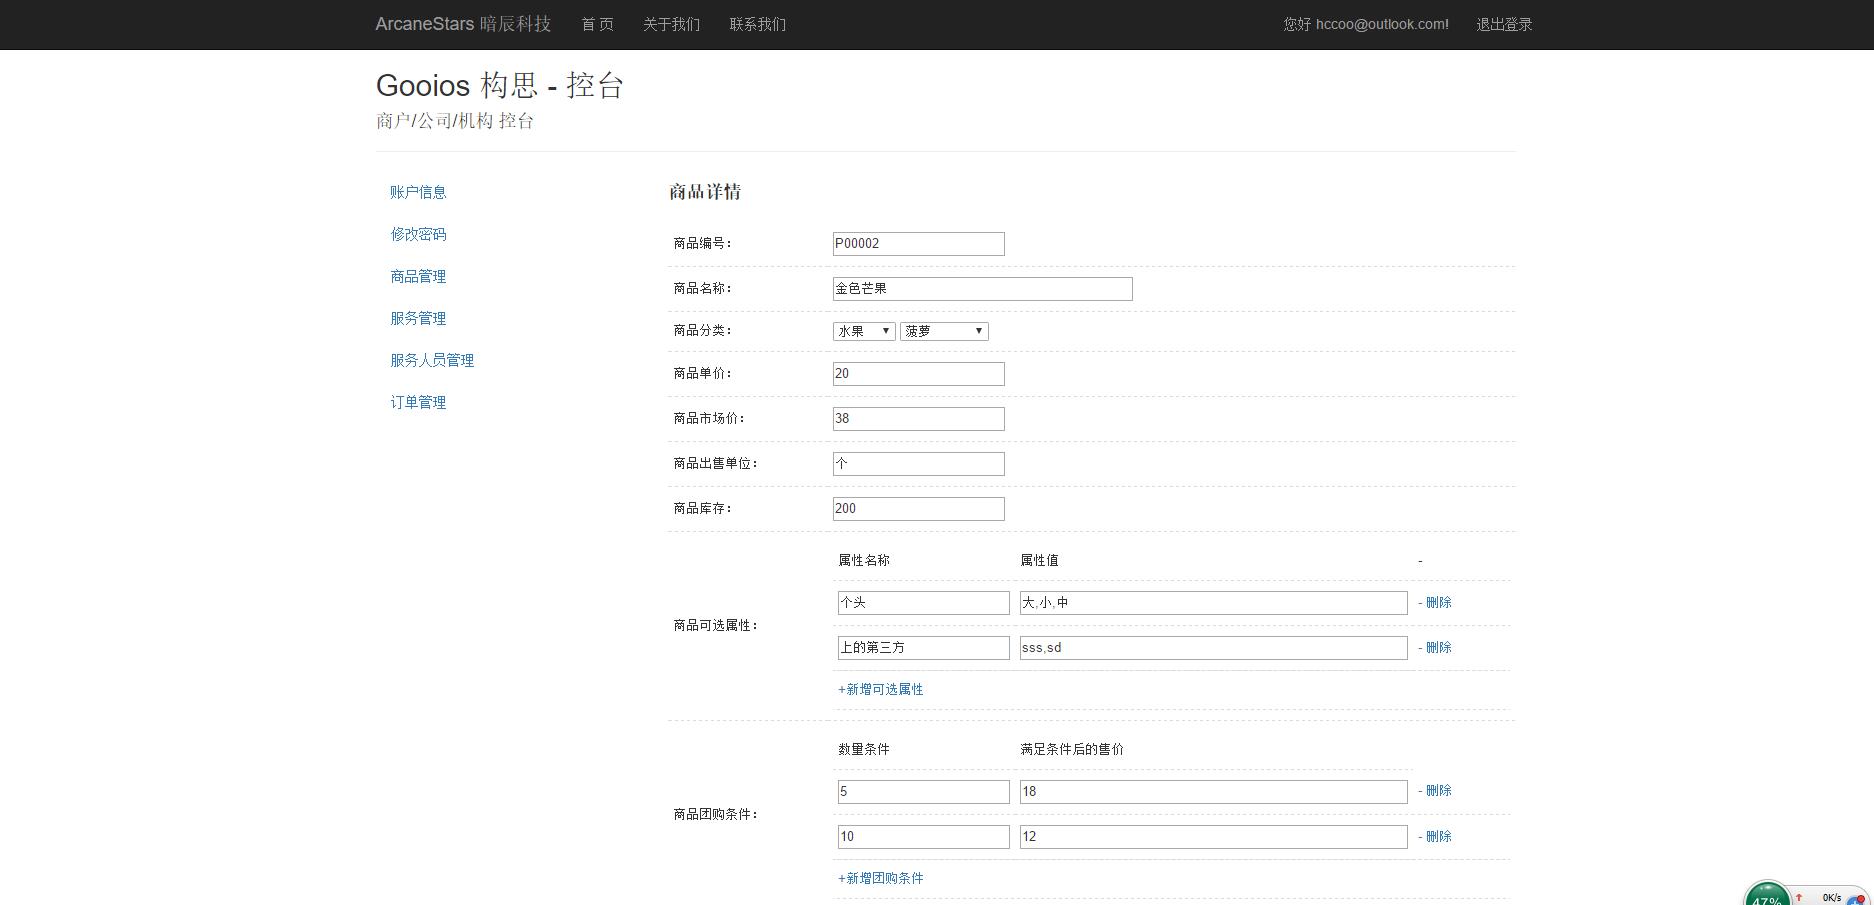 ArcaneStars 暗辰科技 首 页 关于我们 联系我们 您好 hccoo@outlook.com! 退出登录
Gooios 构思 - 控台
商户/公司/机构 控台
账户信息
修改密码
商品管理
服务管理
服务人员管理
订单管理
商品详情
商品编号： P00002
商品名称： 金色芒果
商品分类： 水果 菠萝
商品单价： 20
商品市场价： 38
商品出售单位： 个
商品库存： 200
商品可选属性：
属性名称 属性值 -
个头 大,小,中 - 删除
上的第三方 sss,sd - 删除
+新增可选属性
商品团购条件：
数量条件 满足条件后的售价
5 18 - 删除
10 12 - 删除
+新增团购条件
47% 0K/s